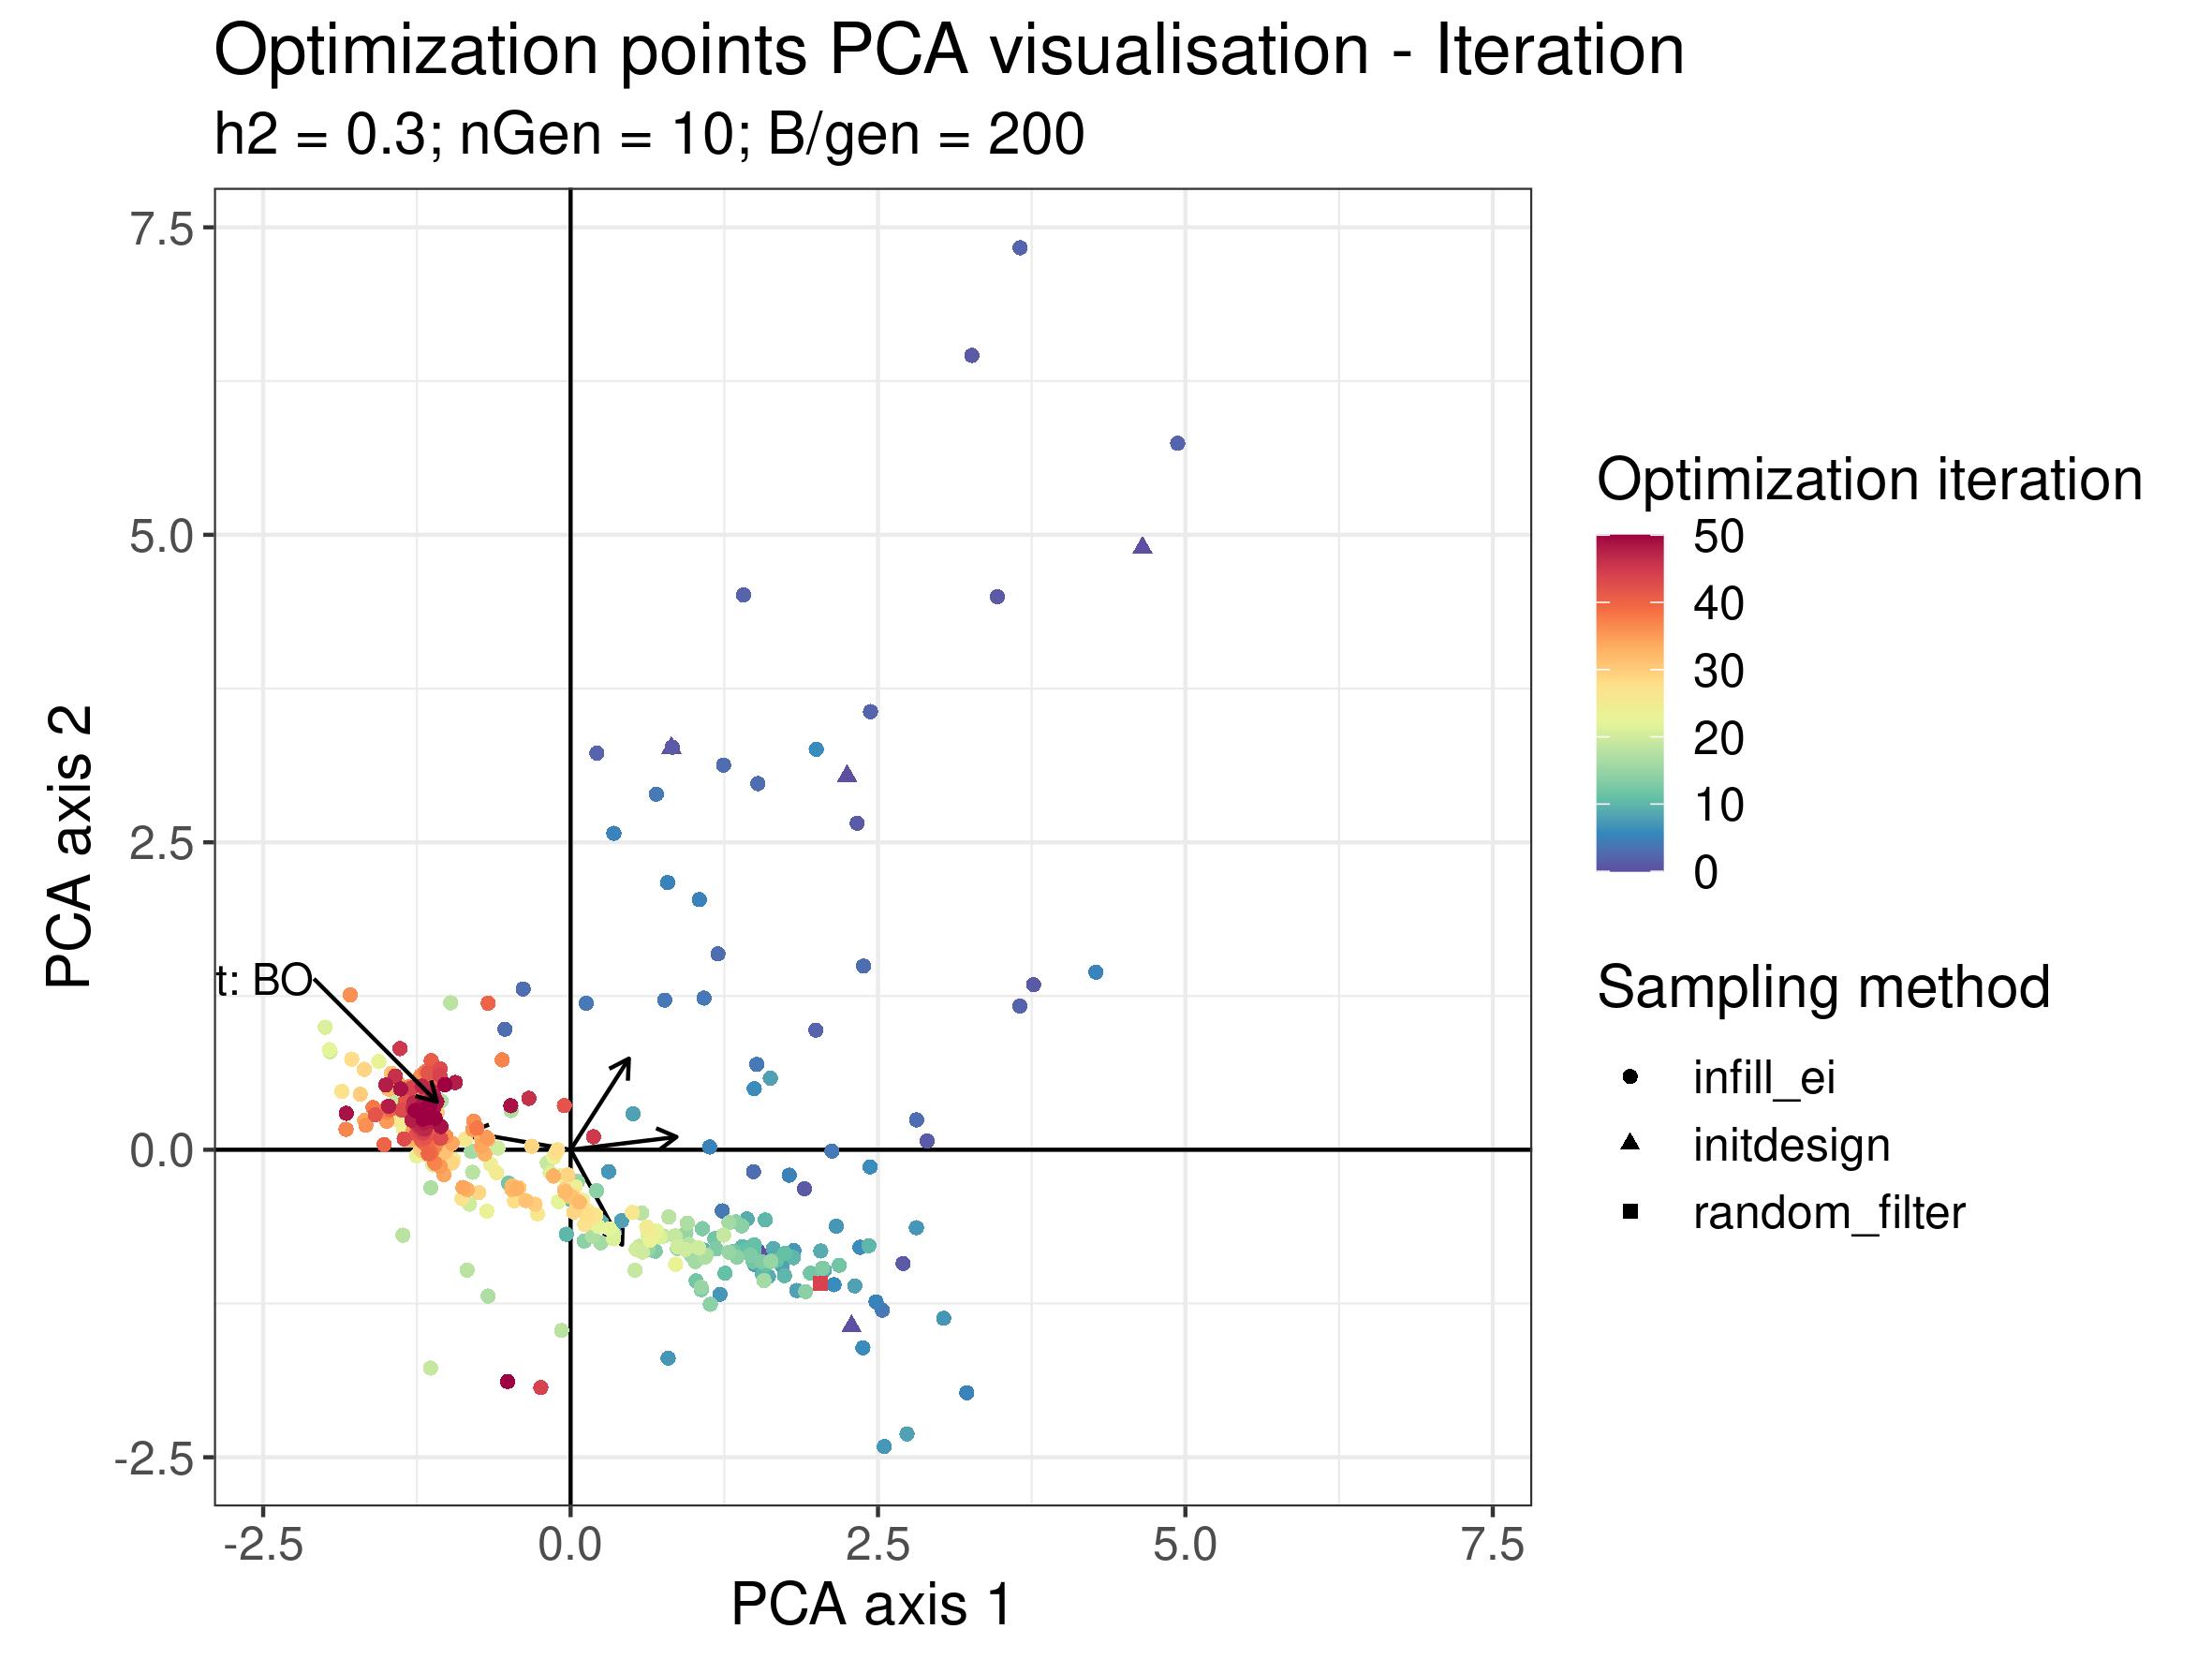 Optimization points PCA visualisation - Iteration
h2 = 0.3; nGen = 10; B/gen = 200
PCA axis 2
7.5
5.0
2.5
0.0
-2.5
t: BO
-2.5
0.0
2.5
5.0
7.5
PCA axis 1
Optimization iteration
50
40
30
20
10
0
Sampling method
infill_ei
initdesign
random_filter